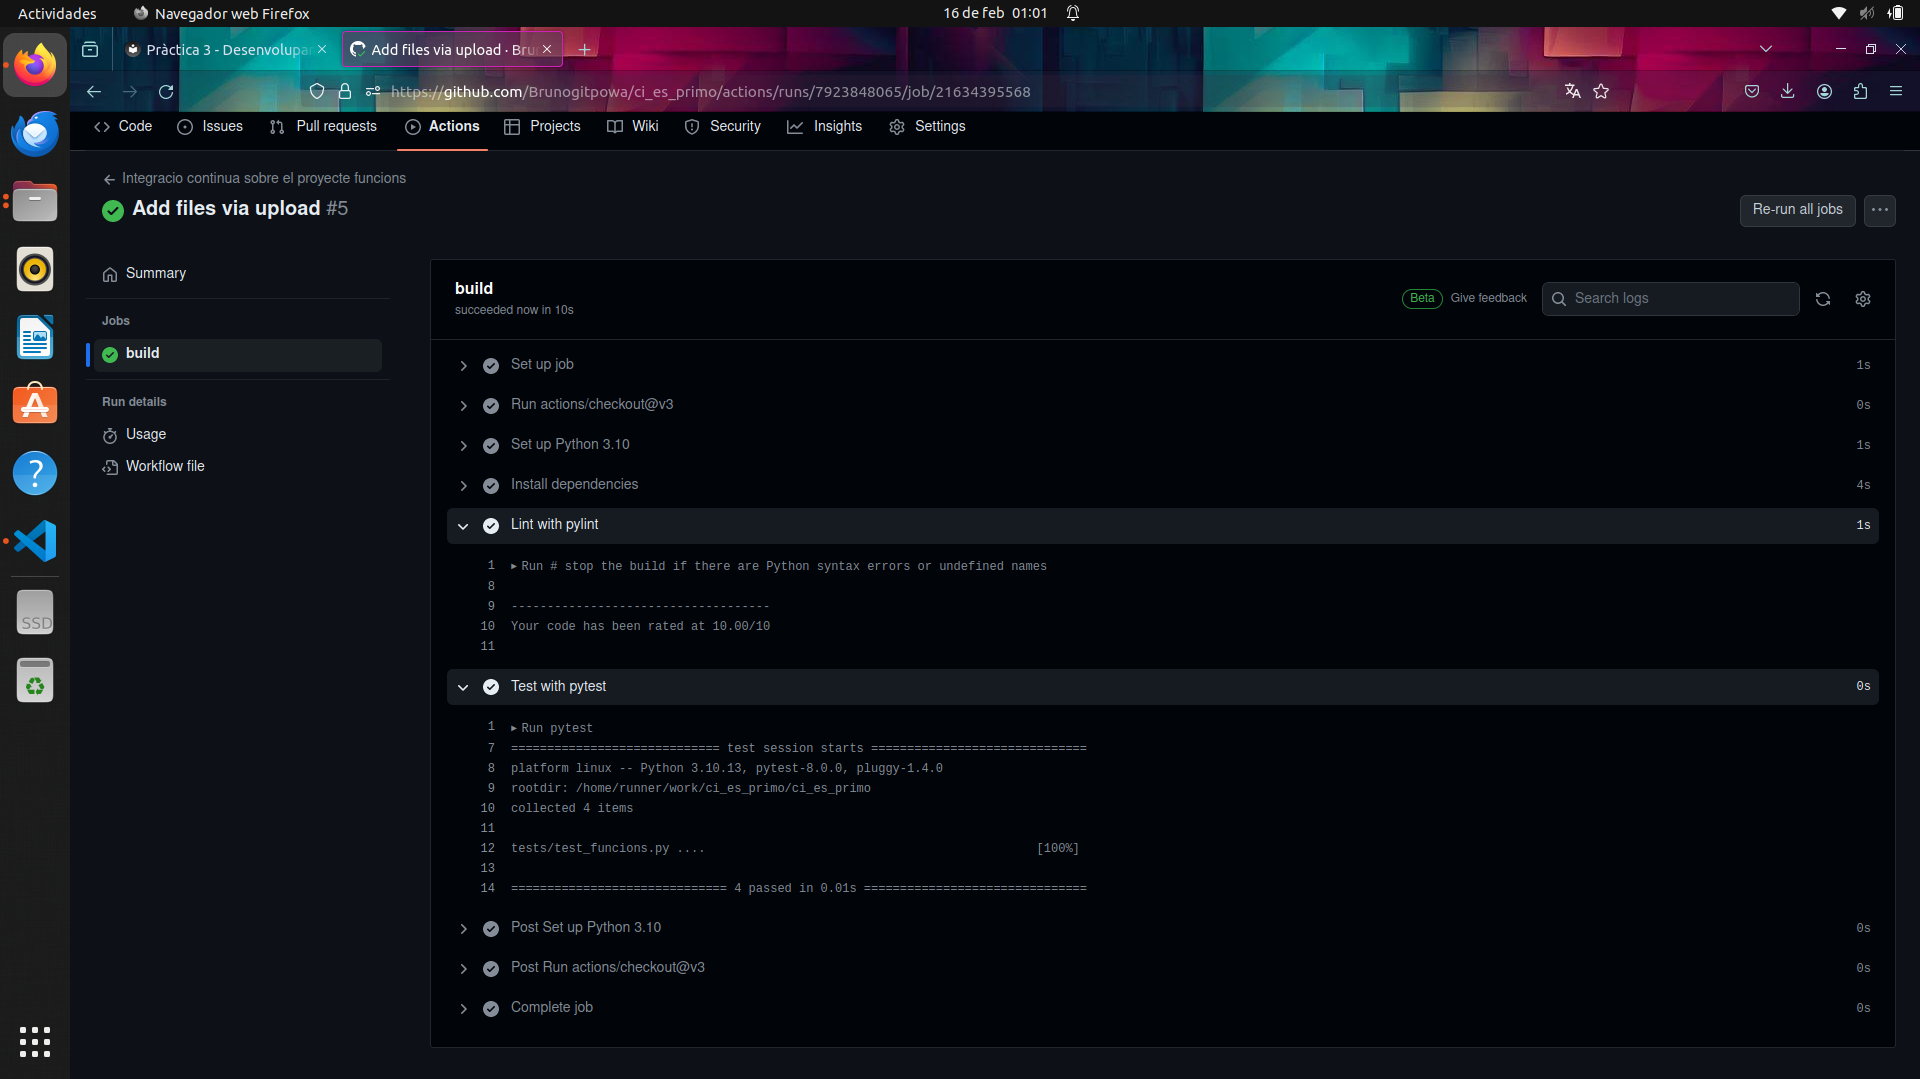 Actividades
Navegador web Firefox
16 de feb 01:01
Pràctica 3 - Desenvolupa
Add files via upload · Bru
https://github.com/Brunogitpowa/ci_es_primo/actions/runs/7923848065/job/21634395568
Code
Issues
Pull requests
Actions
Projects
Wiki
Security
Insights
Settings
Integracio continua sobre el proyecte funcions
Add files via upload #5
Re-run all jobs
Summary
Jobs
build
Run details
Usage
Workflow file
build
succeeded now in 10s
Beta
Give feedback
Search logs
Set up job
1s
Run actions/checkout@v3
0s
Set up Python 3.10
1s
Install dependencies
4s
Lint with pylint
1s
1 Run # stop the build if there are Python syntax errors or undefined names
8
9 ------------------------------------
10 Your code has been rated at 10.00/10
11
Test with pytest
0s
1 Run pytest
7 ============================= test session starts ==============================
8 platform linux -- Python 3.10.13, pytest-8.0.0, pluggy-1.4.0
9 rootdir: /home/runner/work/ci_es_primo/ci_es_primo
10 collected 4 items
11
12 tests/test_funcions.py .... [100%]
13
14 ============================== 4 passed in 0.01s ===============================
Post Set up Python 3.10
0s
Post Run actions/checkout@v3
0s
Complete job
0s
SSD